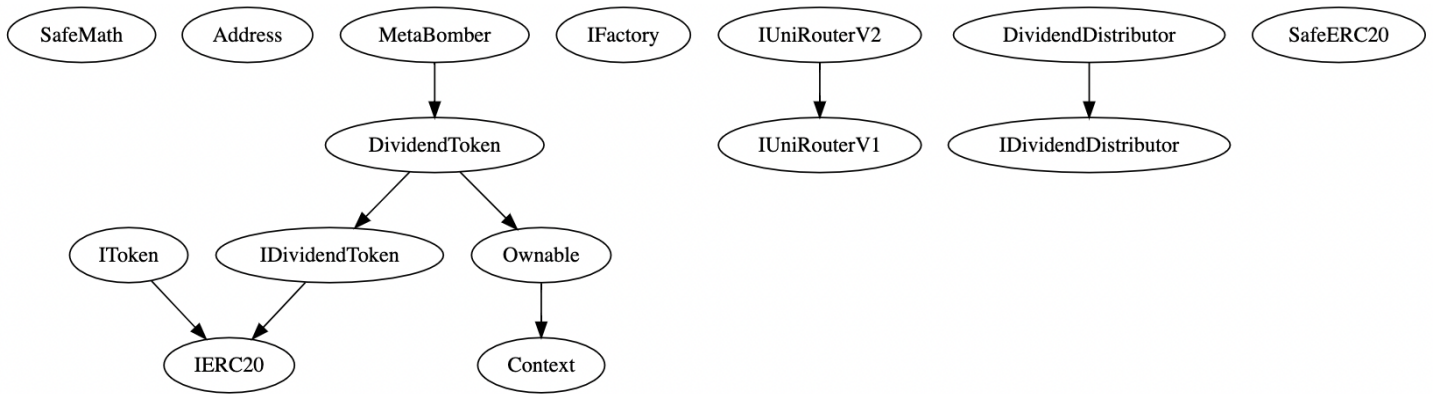 SafeMath
Address
MetaBomber
IFactory
IUniRouterV2
DividendDistributor
SafeERC20
DividendToken
IUniRouterV1
IDividendDistributor
IToken
IDividendToken
Ownable
IERC20
Context